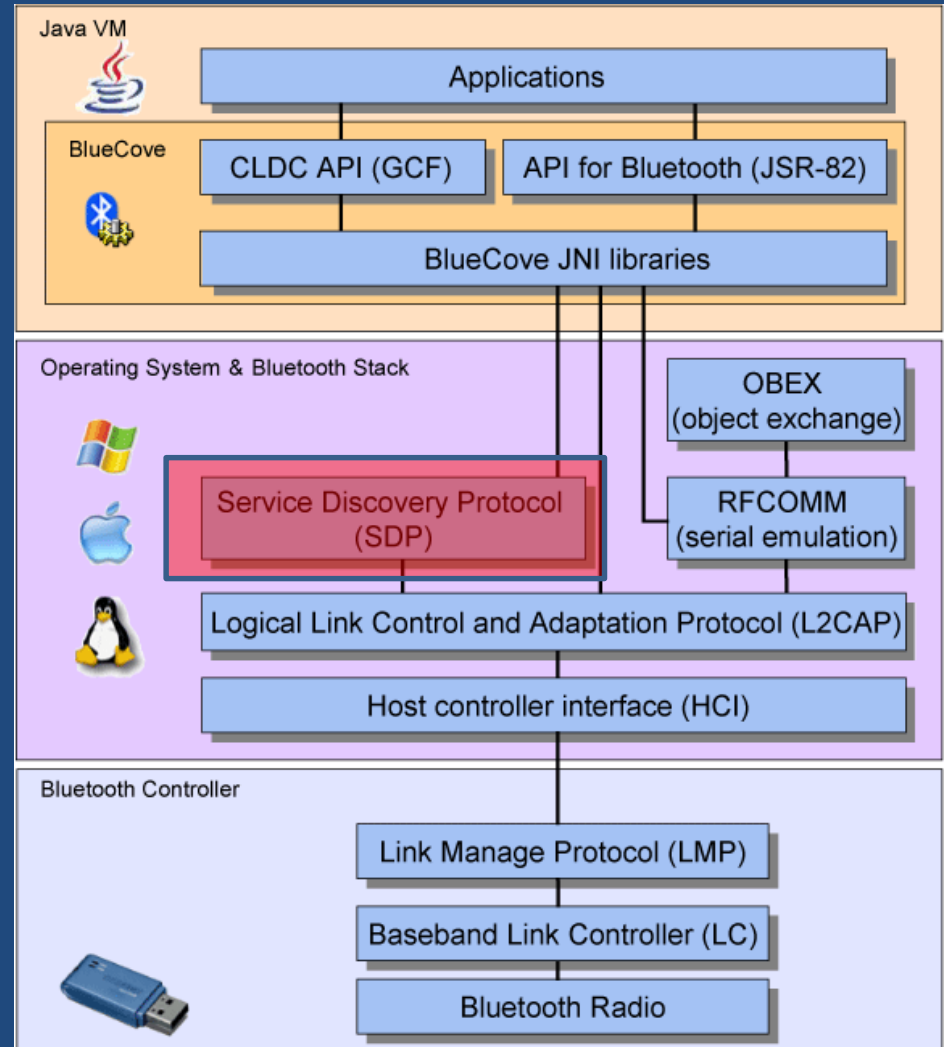 Java VM
Applications
BlueCove
CLDC API (GCF)
API for Bluetooth (JSR-82)
BlueCove JNI libraries
Operating System & Bluetooth Stack
OBEX
(object exchange)
Service Discovery Protocol
(SDP)
RFCOMM
(serial emulation)
Logical Link Control and Adaptation Protocol (L2CAP)
Host controller interface (HCI)
Bluetooth Controller
Link Manage Protocol (LMP)
Baseband Link Controller (LC)
Bluetooth Radio